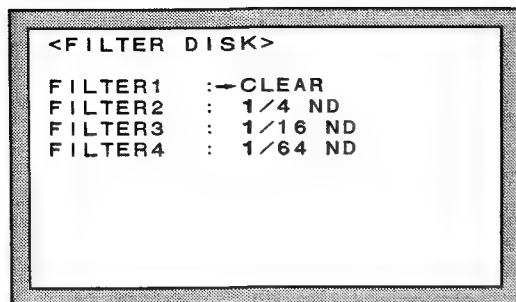 <FILTER DISK>
FILTER1 :→CLEAR
FILTER2 : 1/4 ND
FILTER3 : 1/16 ND
FILTER4 : 1/64 ND